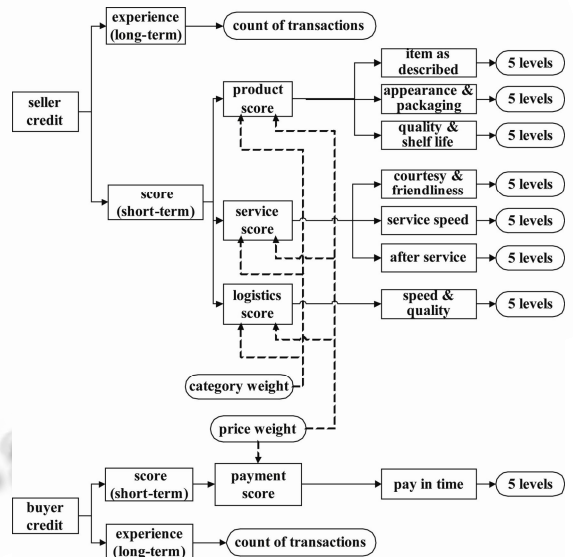 experience
(long-term)
count of transactions
item as
described
5 levels
seller
credit
product
score
appearance &
packaging
5 levels
quality &
shelf life
5 levels
score
(short-term)
courtesy &
friendliness
5 levels
service
score
service speed
5 levels
after service
5 levels
logistics
score
speed &
quality
5 levels
category weight
price weight
score
(short-term)
payment
score
pay in time
5 levels
buyer
credit
experience
(long-term)
count of transactions